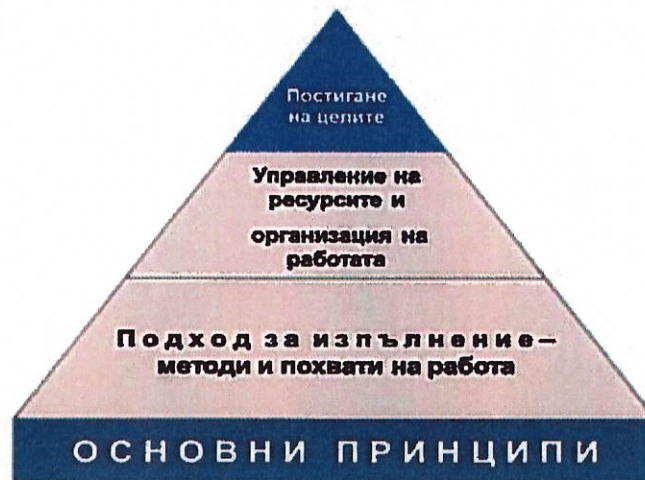 Постигане
на целите
Управление на
ресурсите и
организация на
работата
Подход за изпълнение –
методи и похвати на работа
ОСНОВНИ ПРИНЦИПИ